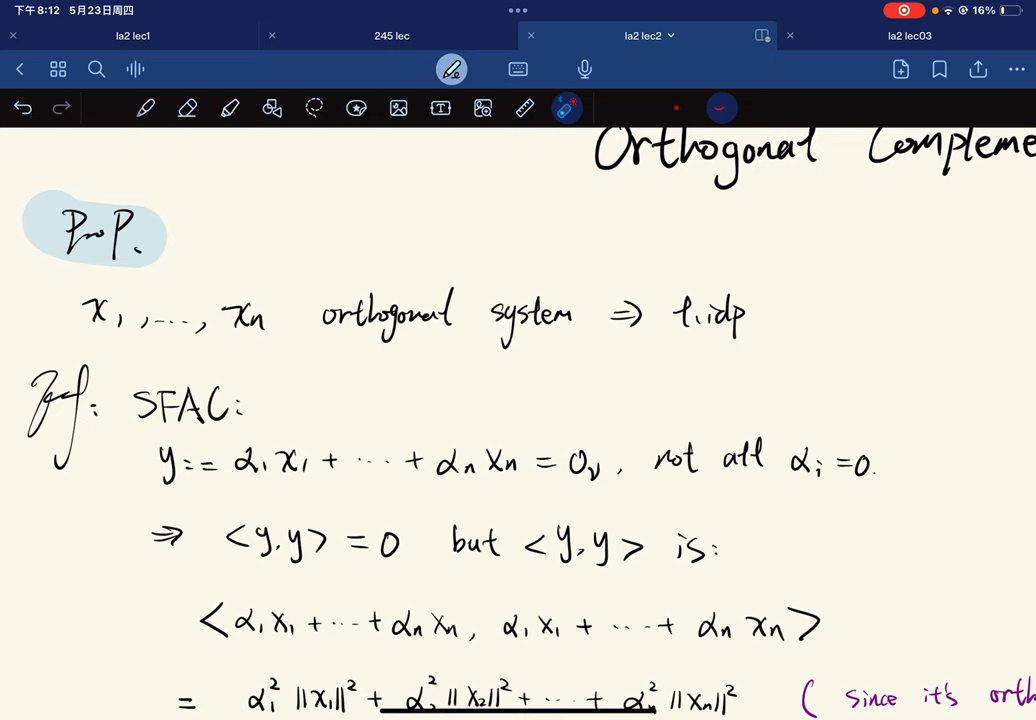 下午 8:12 5月23日周四
16%
la2 lec1
245 lec
la2 lec2
la2 lec03
Orthogonal Compleme
Prop.
x₁, ..., xn orthogonal system ⇒ l.idp
Prf: SFAC:
y := α₁x₁ + ... + αnxn = 0ᵥ, not all αi = 0.
⇒ <y,y> = 0 but <y,y> is:
<α₁x₁ + ... + αnxn, α₁x₁ + ... + αnxn>
= α₁²||x₁||² + α₂²||x₂||² + ... + αn²||xn||² (since it's orth